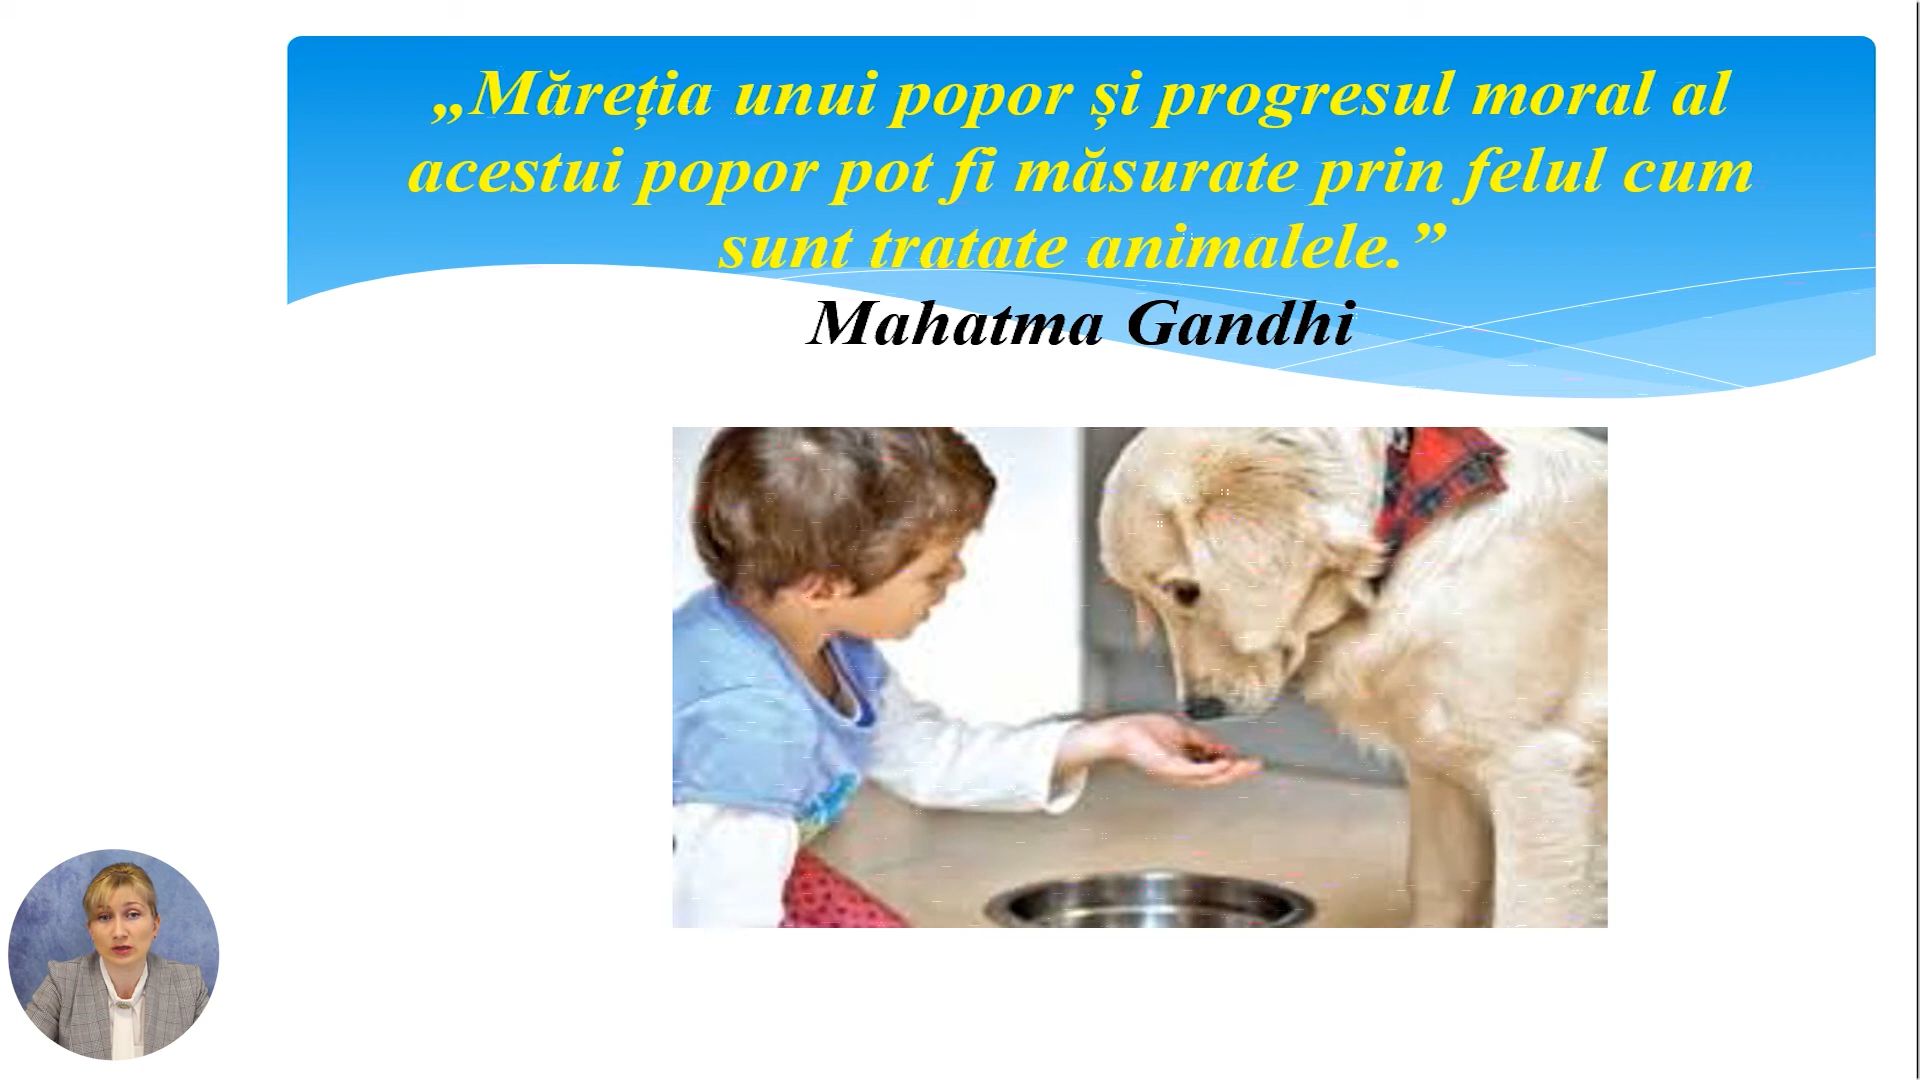 „Măreția unui popor și progresul moral al
acestui popor pot fi măsurate prin felul cum
sunt tratate animalele.”
Mahatma Gandhi